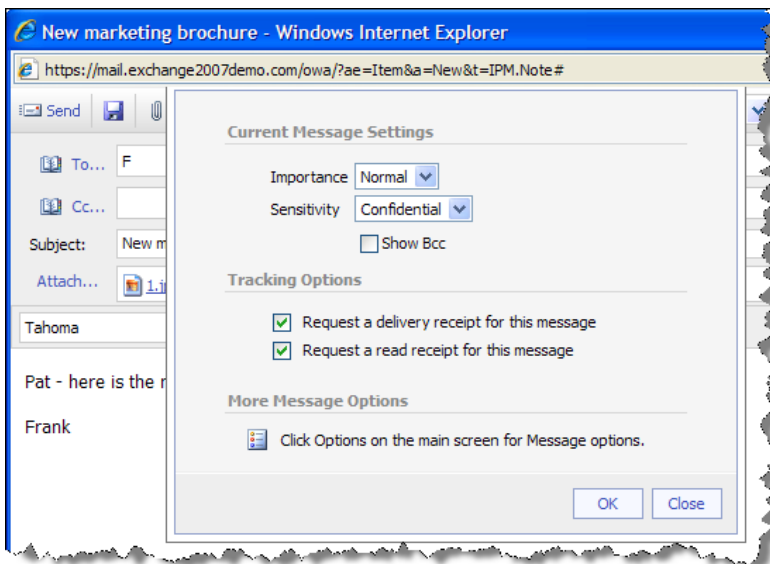 New marketing brochure - Windows Internet Explorer
https://mail.exchange2007demo.com/owa/?ae=Item&a=New&t=IPM.Note#
Send
Current Message Settings
To... F
Importance Normal
Cc...
Sensitivity Confidential
Subject: New m
Show Bcc
Attach... 1.j
Tracking Options
Tahoma
Request a delivery receipt for this message
Request a read receipt for this message
Pat - here is the
More Message Options
Frank
Click Options on the main screen for Message options.
OK Close